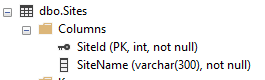 dbo.Sites
Columns
SiteId (PK, int, not null)
SiteName (varchar(300), not null)